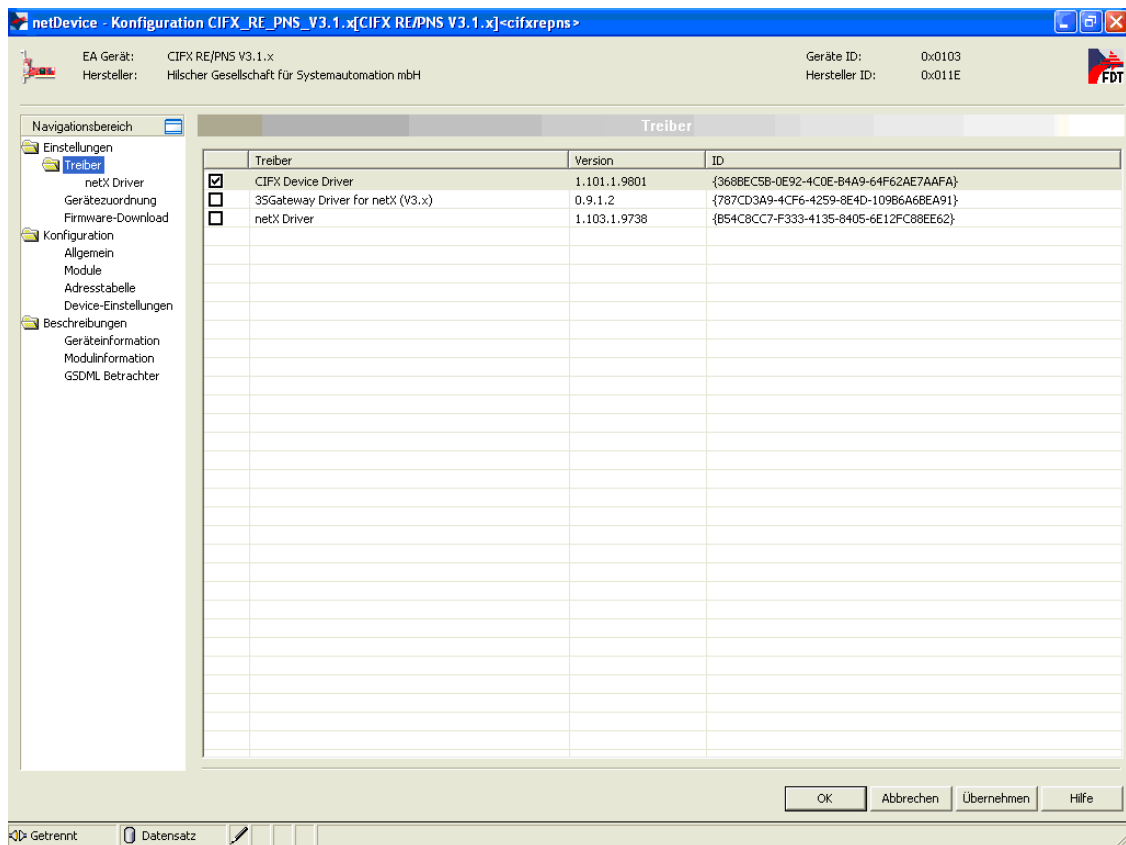 netDevice - Konfiguration CIFX_RE_PNS_V3.1.x[CIFX RE/PNS V3.1.x]<cifxrepns>
EA Gerät: CIFX RE/PNS V3.1.x Geräte ID: 0x0103
Hersteller: Hilscher Gesellschaft für Systemautomation mbH Hersteller ID: 0x011E
FDT
Navigationsbereich
Einstellungen
Treiber
netX Driver
Gerätezuordnung
Firmware-Download
Konfiguration
Allgemein
Module
Adresstabelle
Device-Einstellungen
Beschreibungen
Geräteinformation
Modulinformation
GSDML Betrachter
Treiber
Treiber Version ID
CIFX Device Driver 1.101.1.9801 {368BEC5B-0E92-4C0E-B4A9-64F62AE7AAFA}
3SGateway Driver for netX (V3.x) 0.9.1.2 {787CD3A9-4CF6-4259-8E4D-109B6A6BEA91}
netX Driver 1.103.1.9738 {B54C8CC7-F333-4135-8405-6E12FC88EE62}
OK Abbrechen Übernehmen Hilfe
Getrennt Datensatz